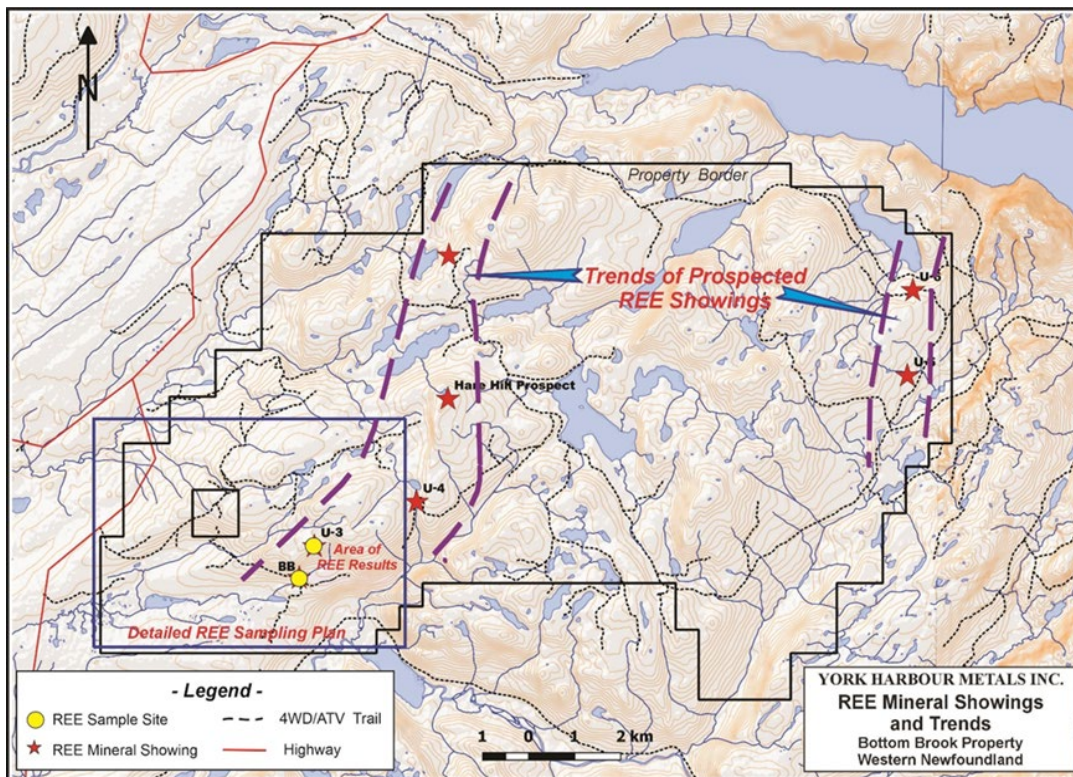 N
Property Border
Trends of Prospected
REE Showings
U-6
U-5
Hare Hill Prospect
U-4
U-3
BB
Area of
REE Results
Detailed REE Sampling Plan
- Legend -
REE Sample Site
4WD/ATV Trail
REE Mineral Showing
Highway
1 0 1 2 km
YORK HARBOUR METALS INC.
REE Mineral Showings
and Trends
Bottom Brook Property
Western Newfoundland